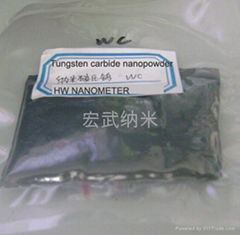 WC
Tungsten carbide nanopowder
纳米碳化钨 WC
HW NANOMETER
宏武纳米